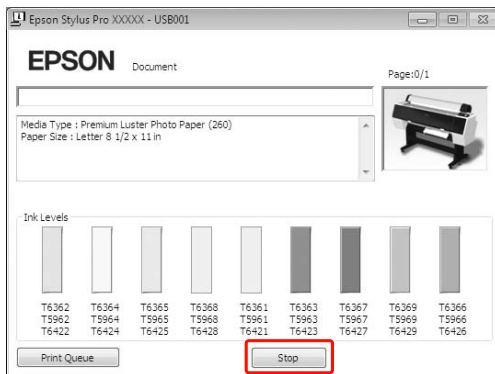 Epson Stylus Pro XXXXX - USB001
EPSON Document
Page:0/1
Media Type : Premium Luster Photo Paper (260)
Paper Size : Letter 8 1/2 x 11 in
Ink Levels
T6362 T6364 T6365 T6368 T6361 T6363 T6367 T6369 T6366
T5962 T5964 T5965 T5968 T5961 T5963 T5967 T5969 T5966
T6422 T6424 T6425 T6428 T6421 T6423 T6427 T6429 T6426
Print Queue Stop